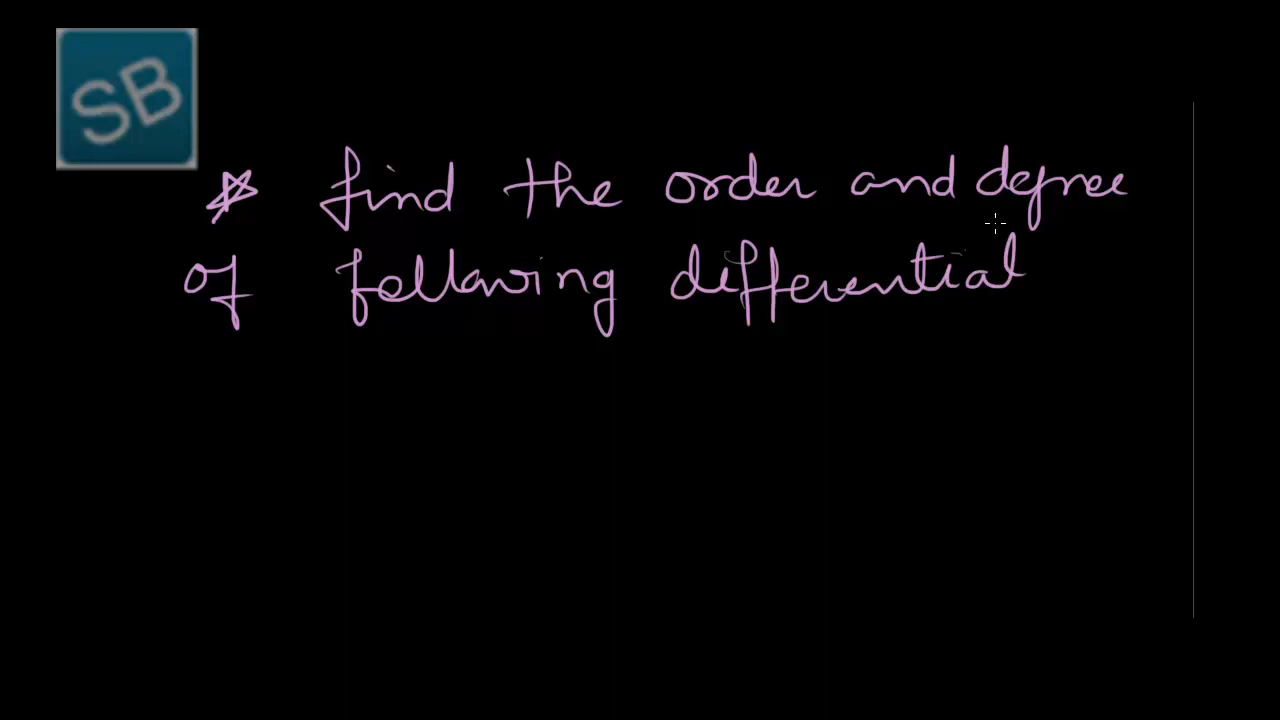 SB
* find the order and degree
of following differential